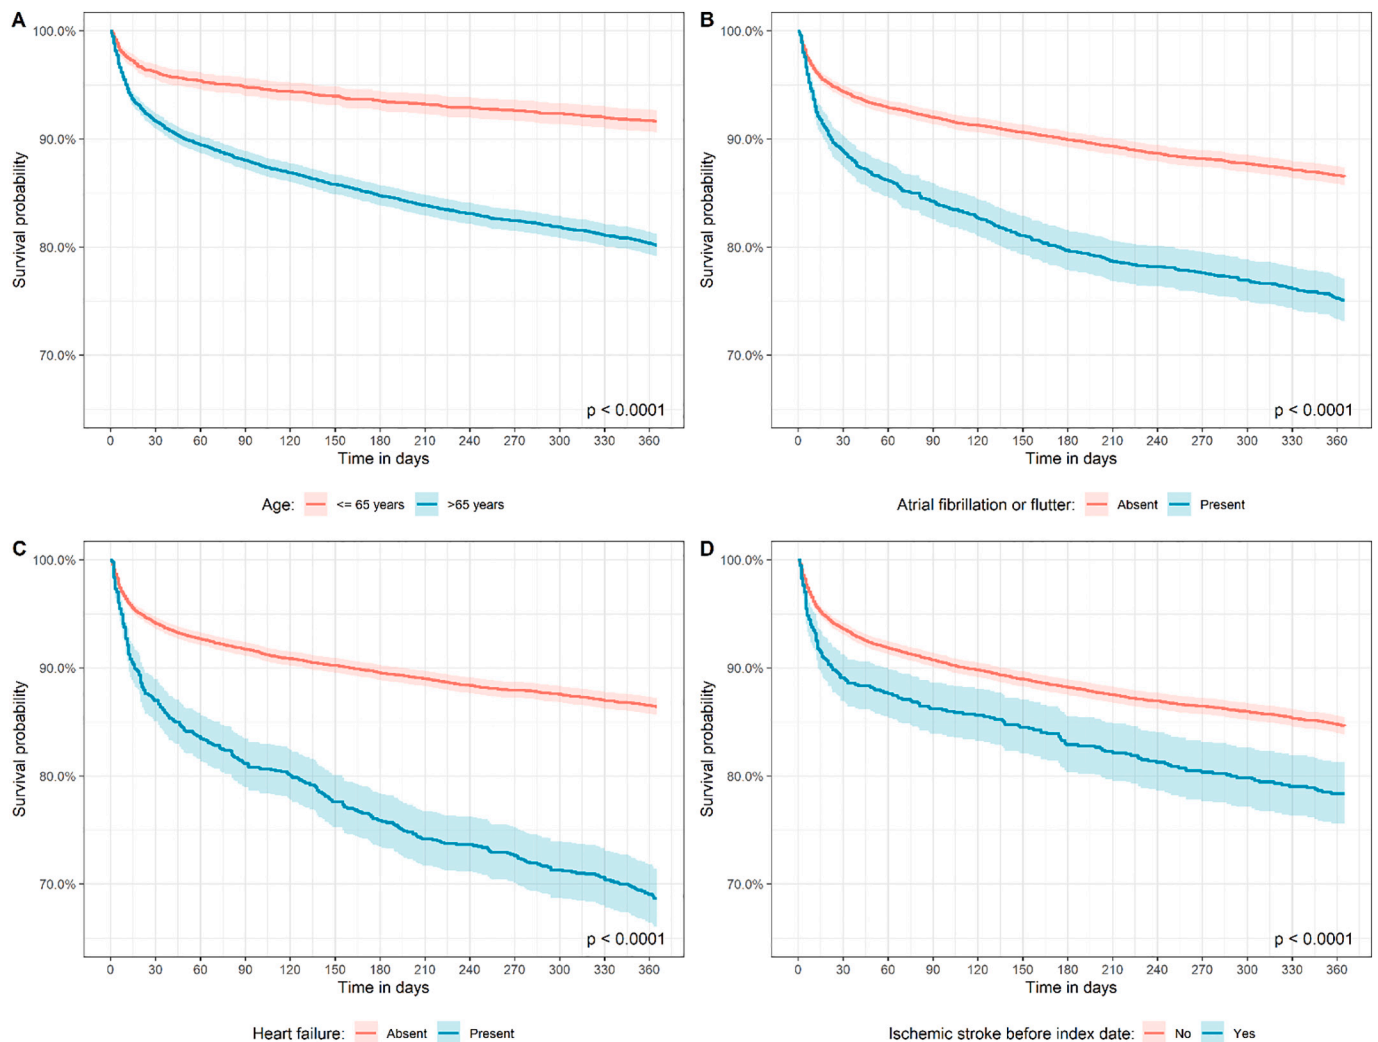 A
Survival probability
100.0%
90.0%
80.0%
70.0%
p < 0.0001
0 30 60 90 120 150 180 210 240 270 300 330 360
Time in days
Age: <= 65 years >65 years
B
Survival probability
100.0%
90.0%
80.0%
70.0%
p < 0.0001
0 30 60 90 120 150 180 210 240 270 300 330 360
Time in days
Atrial fibrillation or flutter: Absent Present
C
Survival probability
100.0%
90.0%
80.0%
70.0%
p < 0.0001
0 30 60 90 120 150 180 210 240 270 300 330 360
Time in days
Heart failure: Absent Present
D
Survival probability
100.0%
90.0%
80.0%
70.0%
p < 0.0001
0 30 60 90 120 150 180 210 240 270 300 330 360
Time in days
Ischemic stroke before index date: No Yes